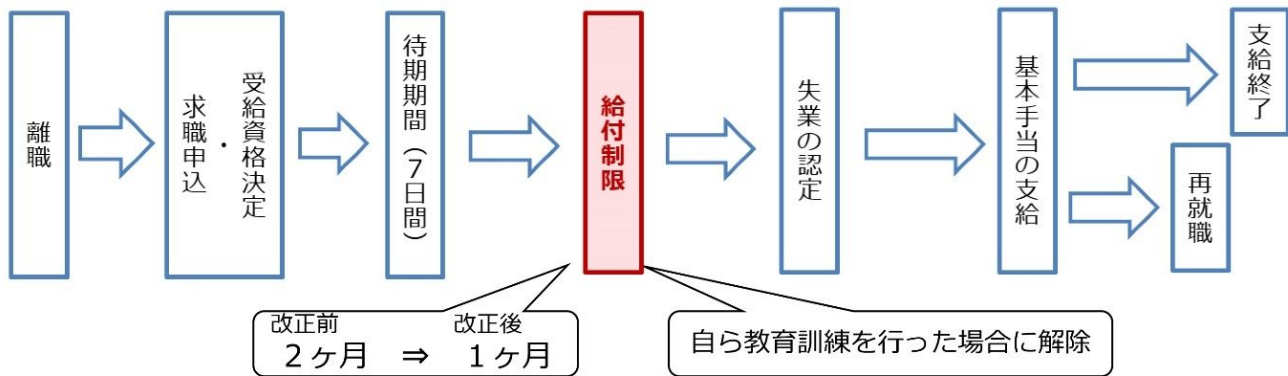 離職
受給資格決定
・
求職申込
待期期間（７日間）
給付制限
失業の認定
基本手当の支給
支給終了
再就職
改正前 改正後
２ヶ月 ⇒ １ヶ月
自ら教育訓練を行った場合に解除